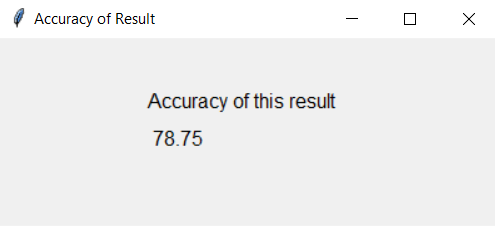 Accuracy of Result
Accuracy of this result
78.75